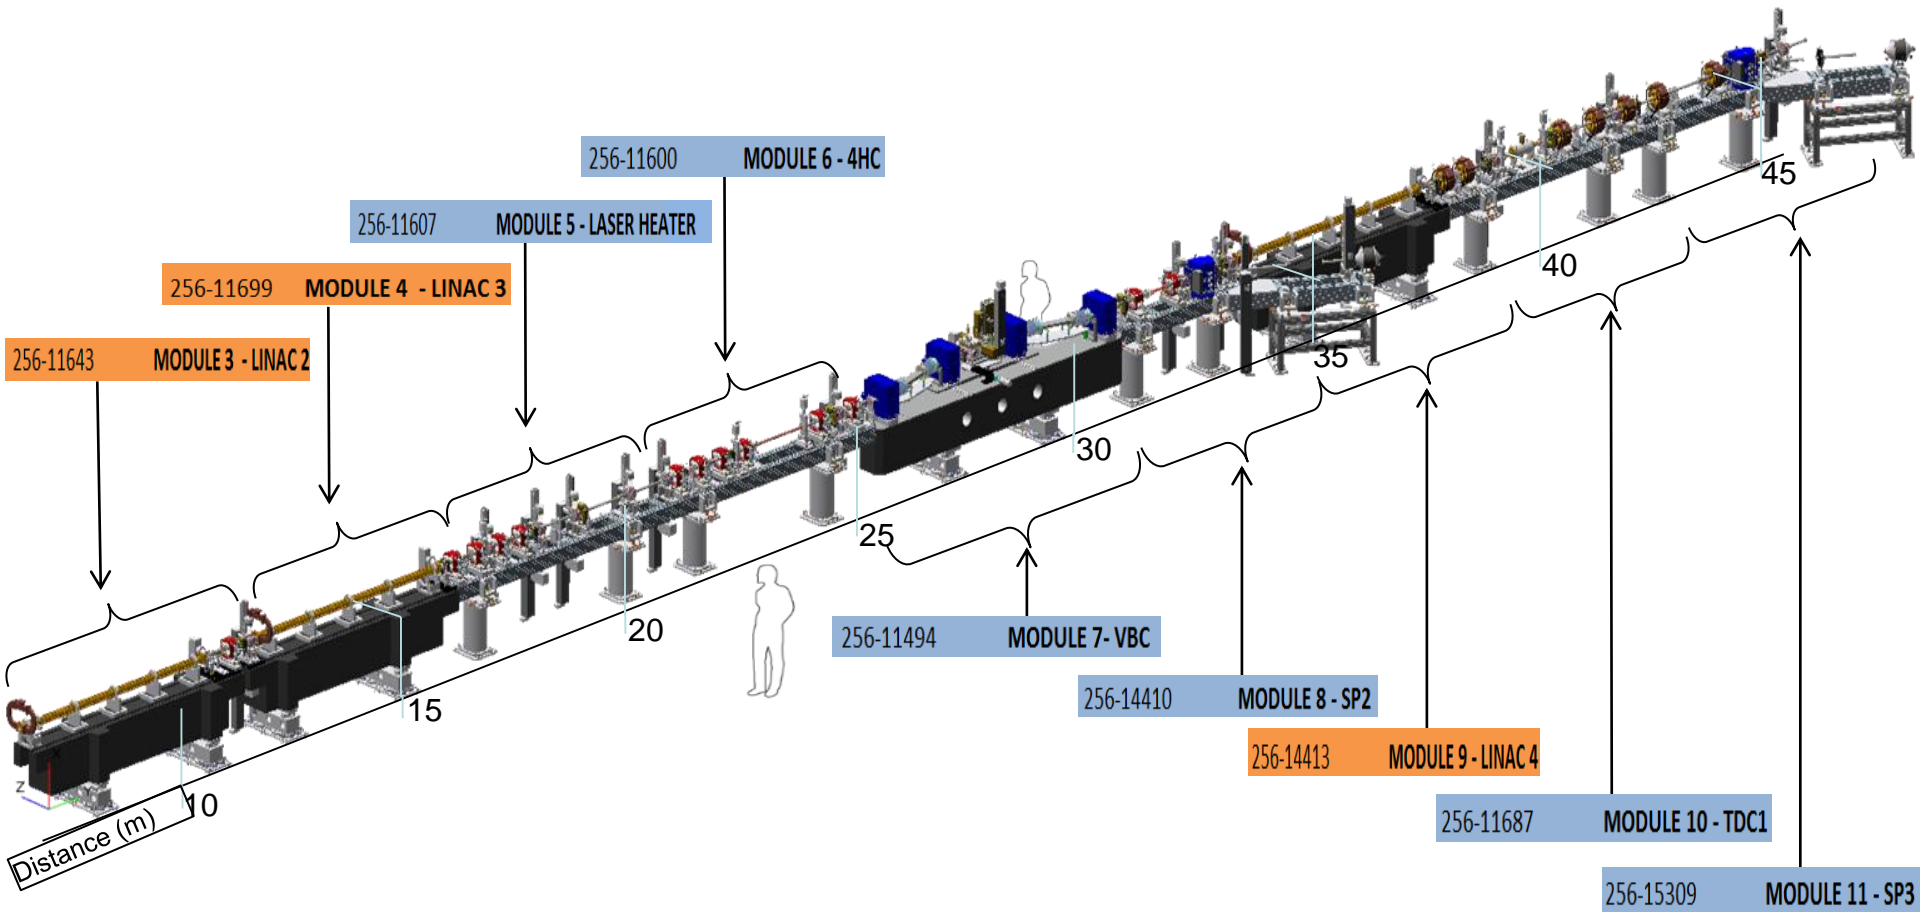 256-11600 MODULE 6 - 4HC
256-11607 MODULE 5 - LASER HEATER
256-11699 MODULE 4 - LINAC 3
256-11643 MODULE 3 - LINAC 2
45
40
35
30
25
20
15
10
X
Z
Y
Distance (m)
256-11494 MODULE 7- VBC
256-14410 MODULE 8 - SP2
256-14413 MODULE 9 - LINAC 4
256-11687 MODULE 10 - TDC1
256-15309 MODULE 11 - SP3